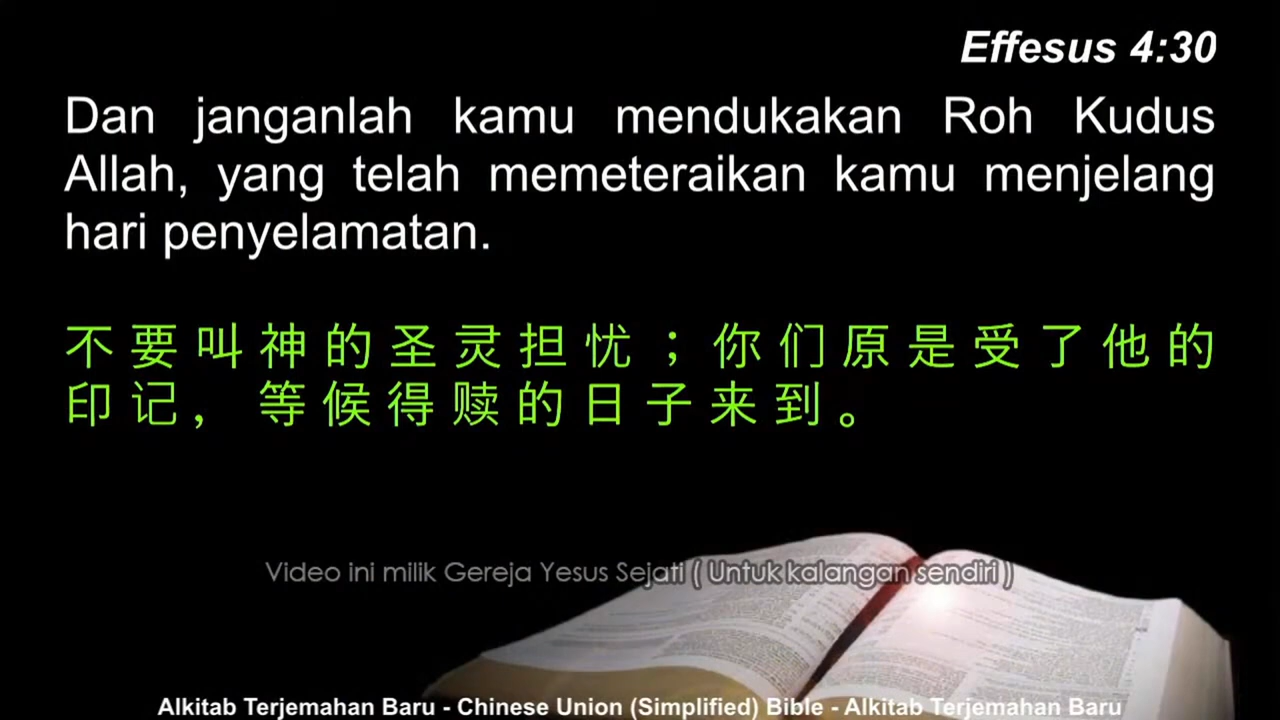 Effesus 4:30
Dan janganlah kamu mendukakan Roh Kudus
Allah, yang telah memeteraikan kamu menjelang
hari penyelamatan.
不要叫神的圣灵担忧；你们原是受了他的
印记，等候得赎的日子来到。
Video ini milik Gereja Yesus Sejati ( Untuk kalangan sendiri )
Alkitab Terjemahan Baru - Chinese Union (Simplified) Bible - Alkitab Terjemahan Baru